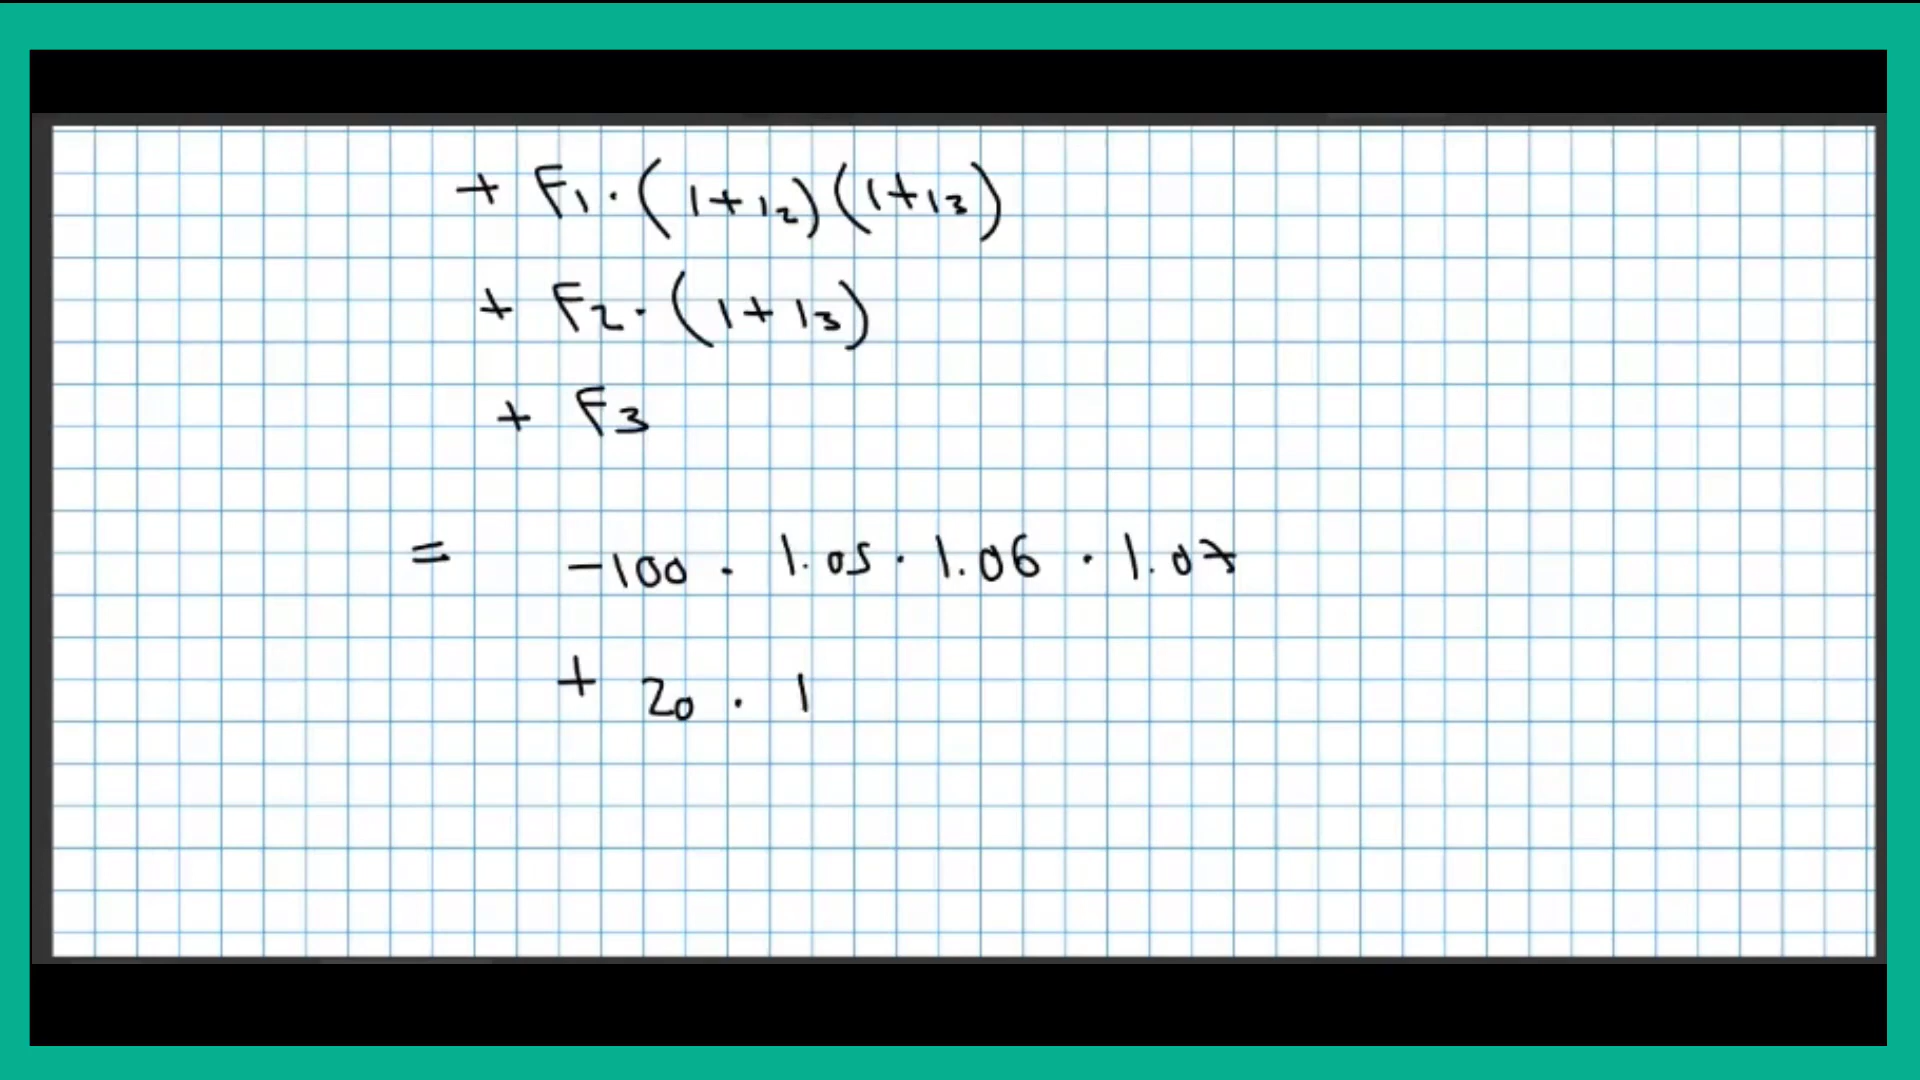 + F₁ · (1+i₂)(1+i₃)
+ F₂ · (1+i₃)
+ F₃
= -100 · 1.05 · 1.06 · 1.07
+ 20 · 1